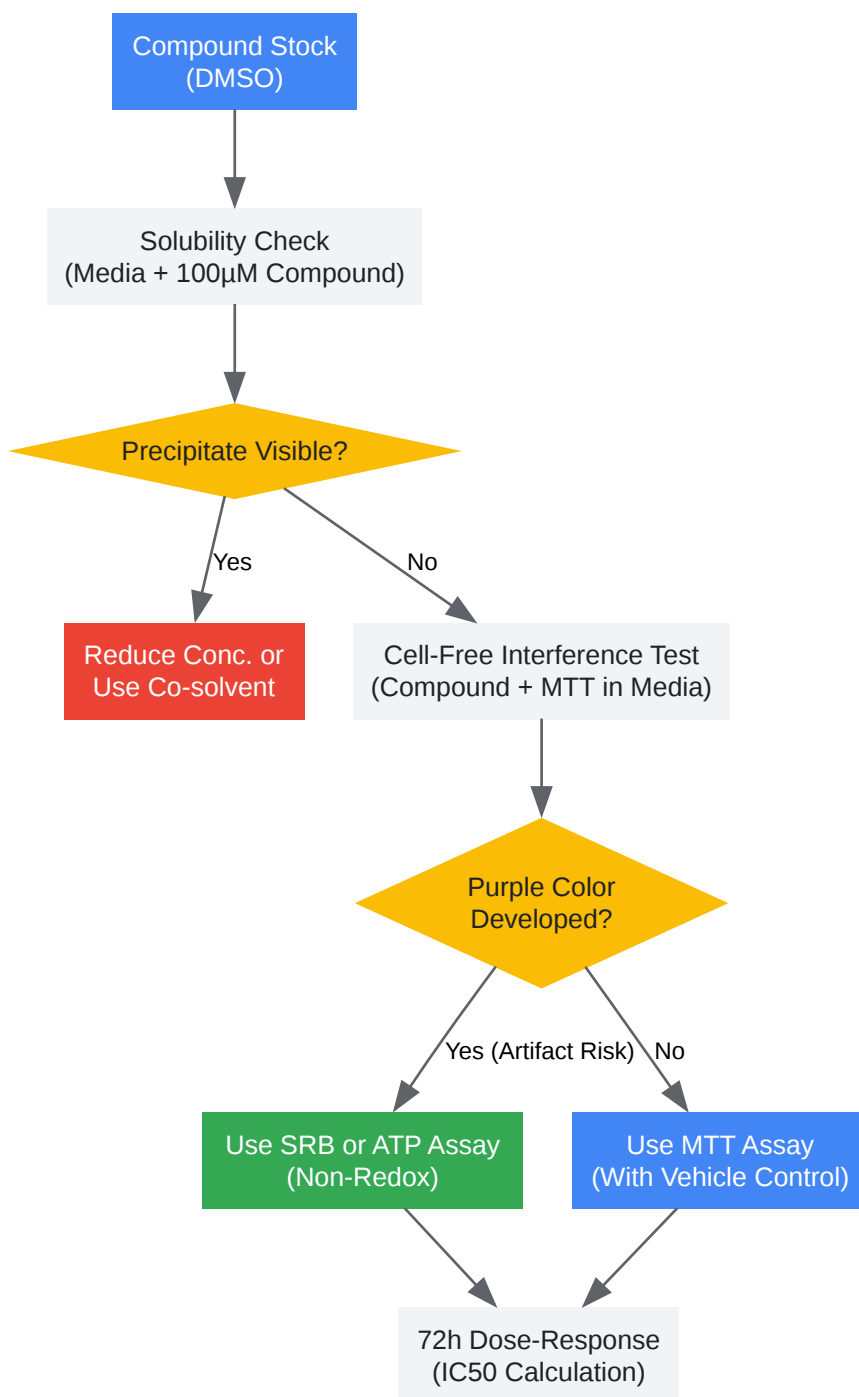 Compound Stock
(DMSO)
Solubility Check
(Media + 100µM Compound)
Precipitate Visible?
Yes
No
Reduce Conc. or
Use Co-solvent
Cell-Free Interference Test
(Compound + MTT in Media)
Purple Color
Developed?
Yes (Artifact Risk)
No
Use SRB or ATP Assay
(Non-Redox)
Use MTT Assay
(With Vehicle Control)
72h Dose-Response
(IC50 Calculation)